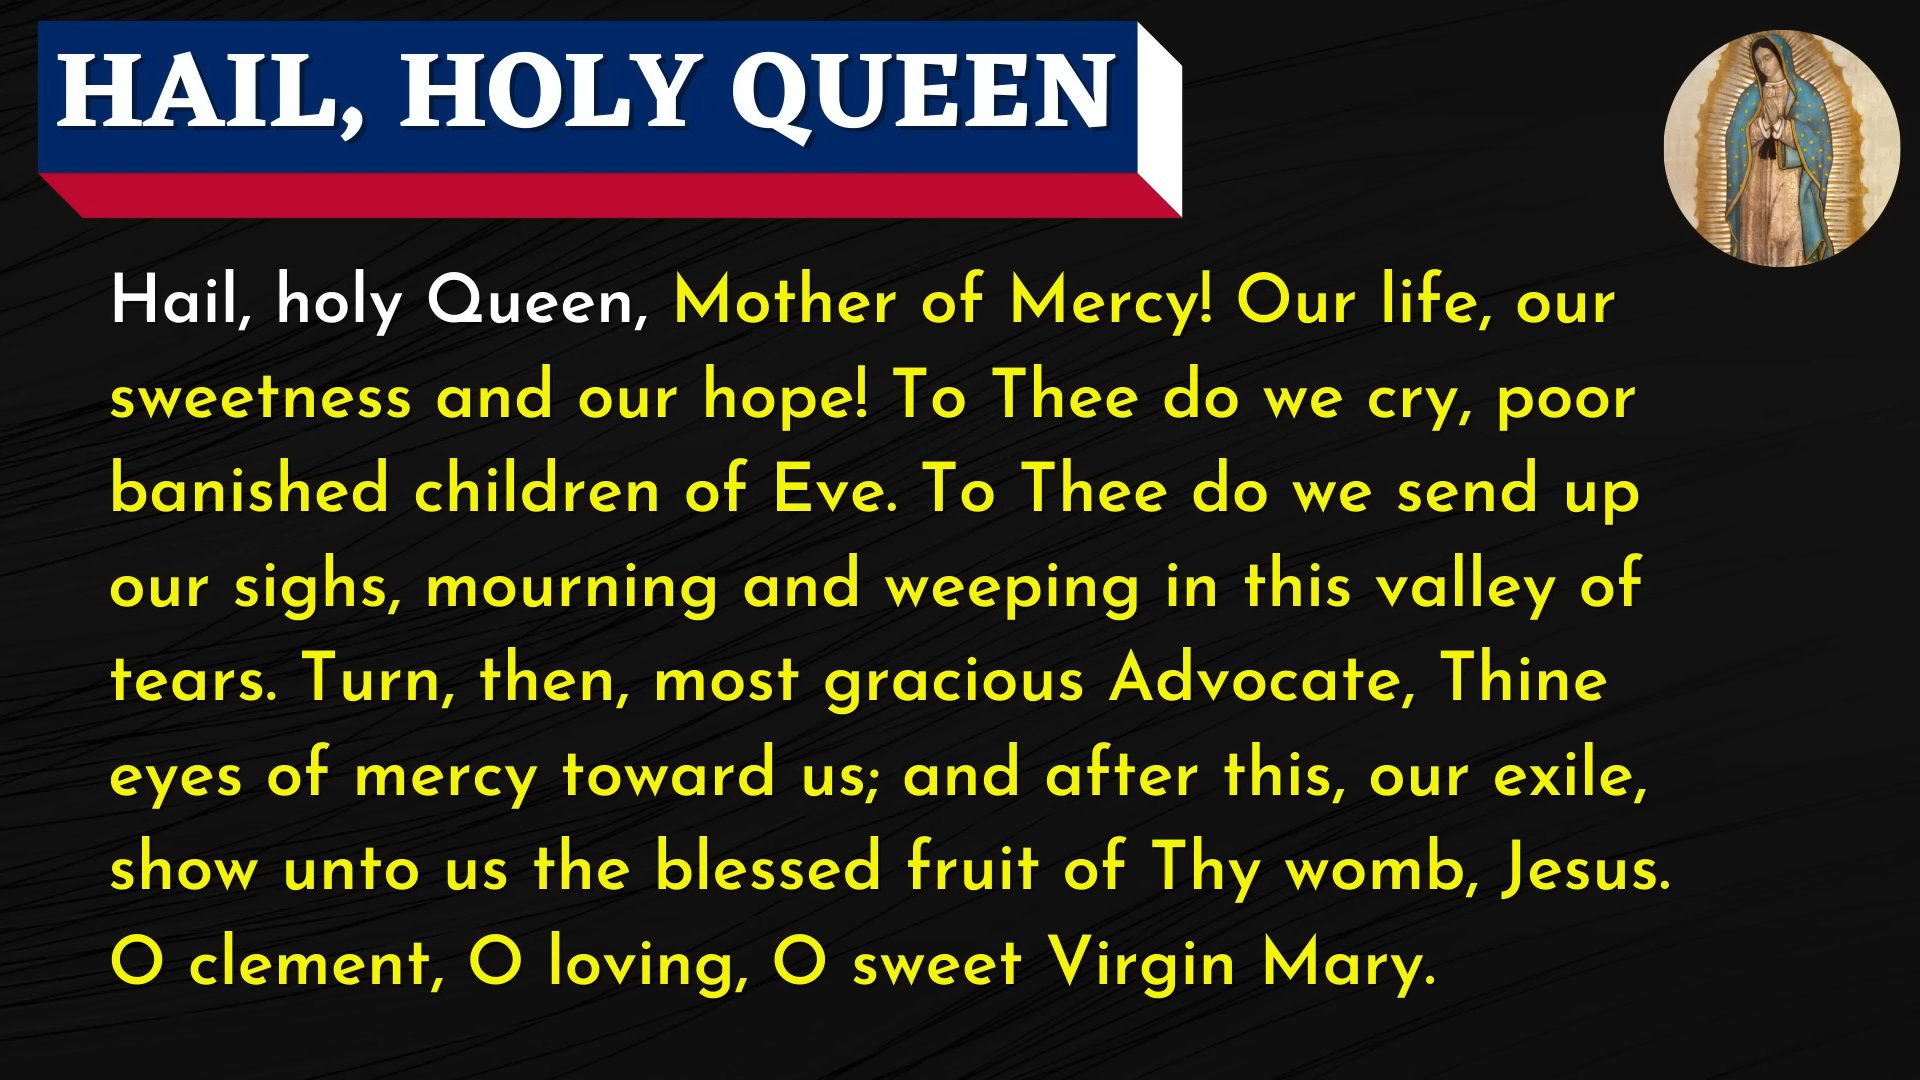 HAIL, HOLY QUEEN
Hail, holy Queen, Mother of Mercy! Our life, our
sweetness and our hope! To Thee do we cry, poor
banished children of Eve. To Thee do we send up
our sighs, mourning and weeping in this valley of
tears. Turn, then, most gracious Advocate, Thine
eyes of mercy toward us; and after this, our exile,
show unto us the blessed fruit of Thy womb, Jesus.
O clement, O loving, O sweet Virgin Mary.